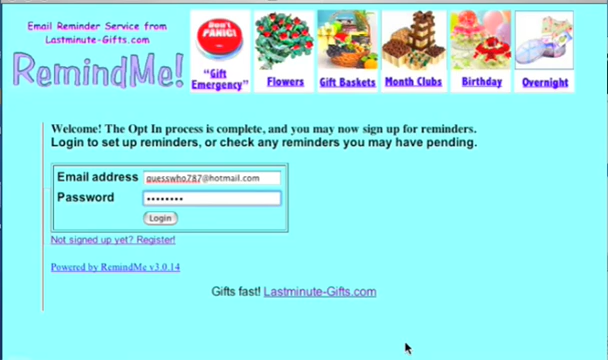 Email Reminder Service from
Lastminute-Gifts.com
RemindMe!
Don't
PANIC!
"Gift
Emergency"
Flowers
Gift Baskets
Month Clubs
Birthday
Overnight
Welcome! The Opt In process is complete, and you may now sign up for reminders.
Login to set up reminders, or check any reminders you may have pending.
Email address guesswho787@hotmail.com
Password ••••••••
Login
Not signed up yet? Register!
Powered by RemindMe v3.0.14
Gifts fast! Lastminute-Gifts.com